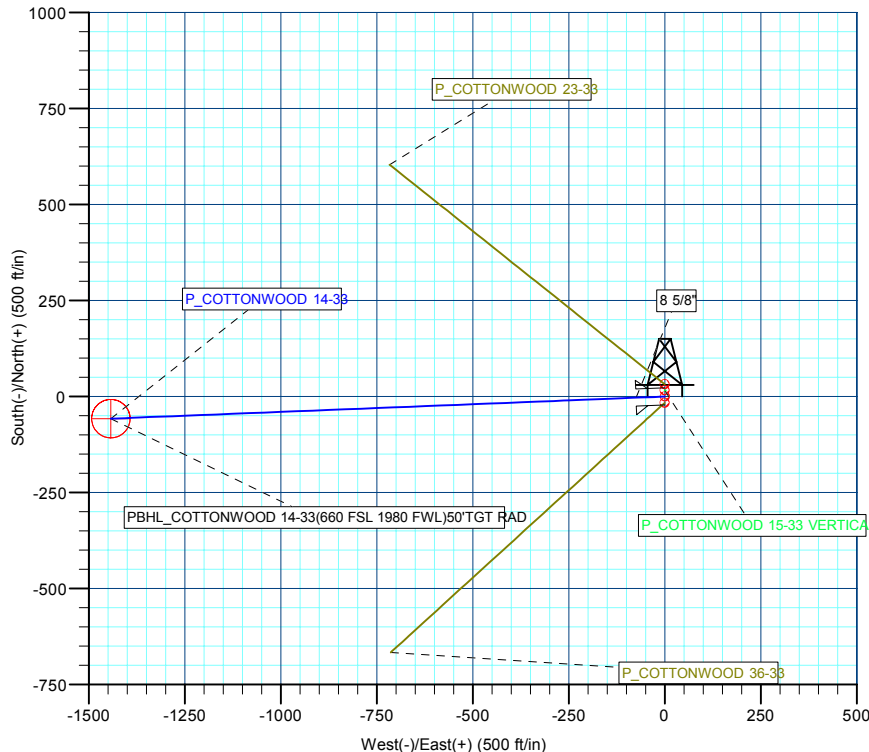 1000
750
500
250
0
-250
-500
-750
South(-)/North(+) (500 ft/in)
P_COTTONWOOD 23-33
P_COTTONWOOD 14-33
8 5/8"
PBHL_COTTONWOOD 14-33(660 FSL 1980 FWL)50'TGT RAD
P_COTTONWOOD 15-33 VERTICA
P_COTTONWOOD 36-33
-1500 -1250 -1000 -750 -500 -250 0 250 500
West(-)/East(+) (500 ft/in)